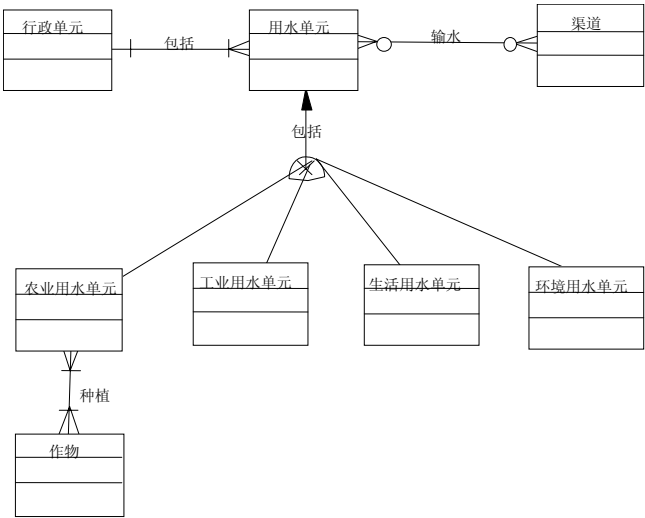 行政单元
包括
用水单元
输水
渠道
包括
农业用水单元
工业用水单元
生活用水单元
环境用水单元
种植
作物